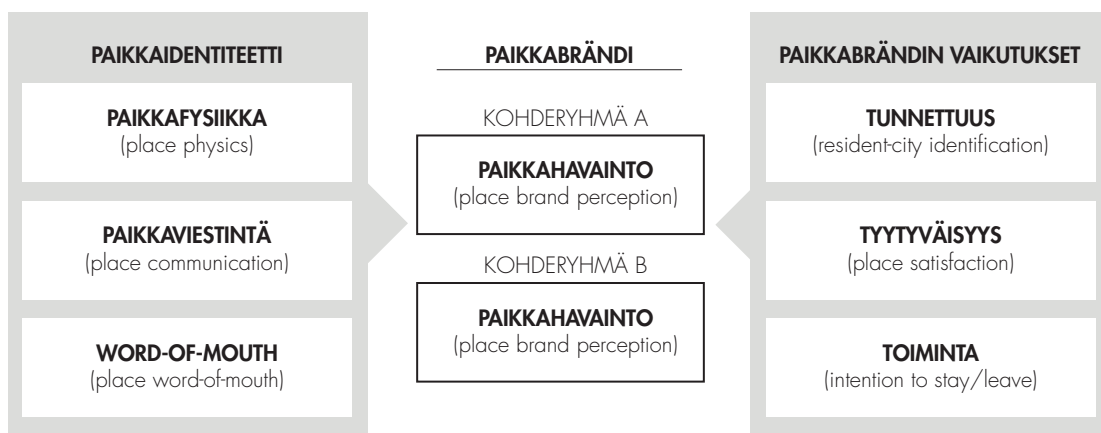 PAIKKAIDENTITEETTI
PAIKKAFYSIIKKA
(place physics)
PAIKKAVIESTINTÄ
(place communication)
WORD-OF-MOUTH
(place word-of-mouth)
PAIKKABRÄNDI
KOHDERYHMÄ A
PAIKKAHAVAINTO
(place brand perception)
KOHDERYHMÄ B
PAIKKAHAVAINTO
(place brand perception)
PAIKKABRÄNDIN VAIKUTUKSET
TUNNETTUUS
(resident-city identification)
TYYTYVÄISYYS
(place satisfaction)
TOIMINTA
(intention to stay/leave)